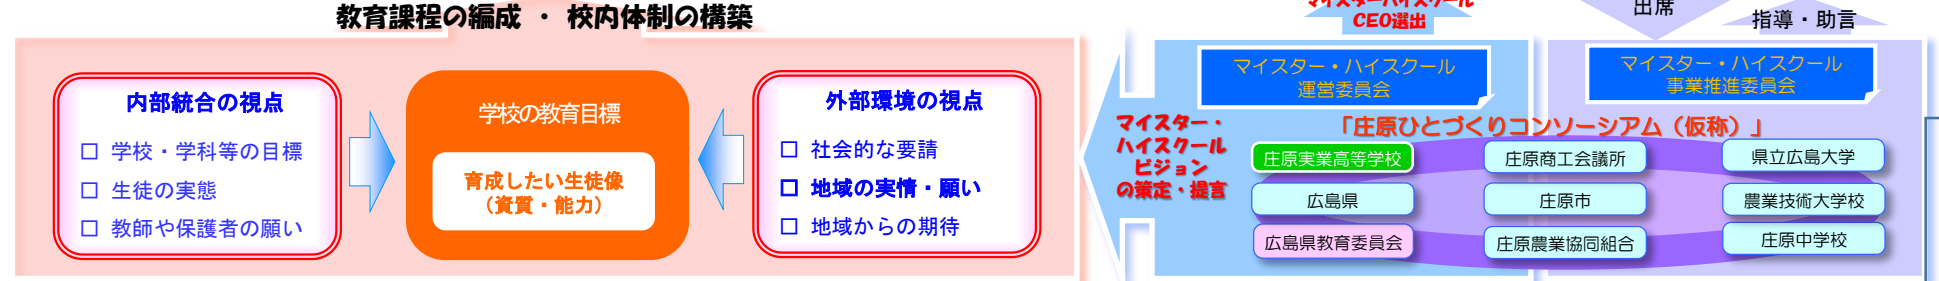 教育課程の編成 ・ 校内体制の構築
内部統合の視点
□ 学校・学科等の目標
□ 生徒の実態
□ 教師や保護者の願い
学校の教育目標
育成したい生徒像
(資質・能力)
外部環境の視点
□ 社会的な要請
□ 地域の実情・願い
□ 地域からの期待
マイスター・
ハイスクール
ビジョン
の策定・提言
マイスターハイスクール
CEO選出
出席
指導・助言
マイスター・ハイスクール
運営委員会
マイスター・ハイスクール
事業推進委員会
「庄原ひとづくりコンソーシアム（仮称）」
庄原実業高等学校
庄原商工会議所
県立広島大学
広島県
庄原市
農業技術大学校
広島県教育委員会
庄原農業協同組合
庄原中学校